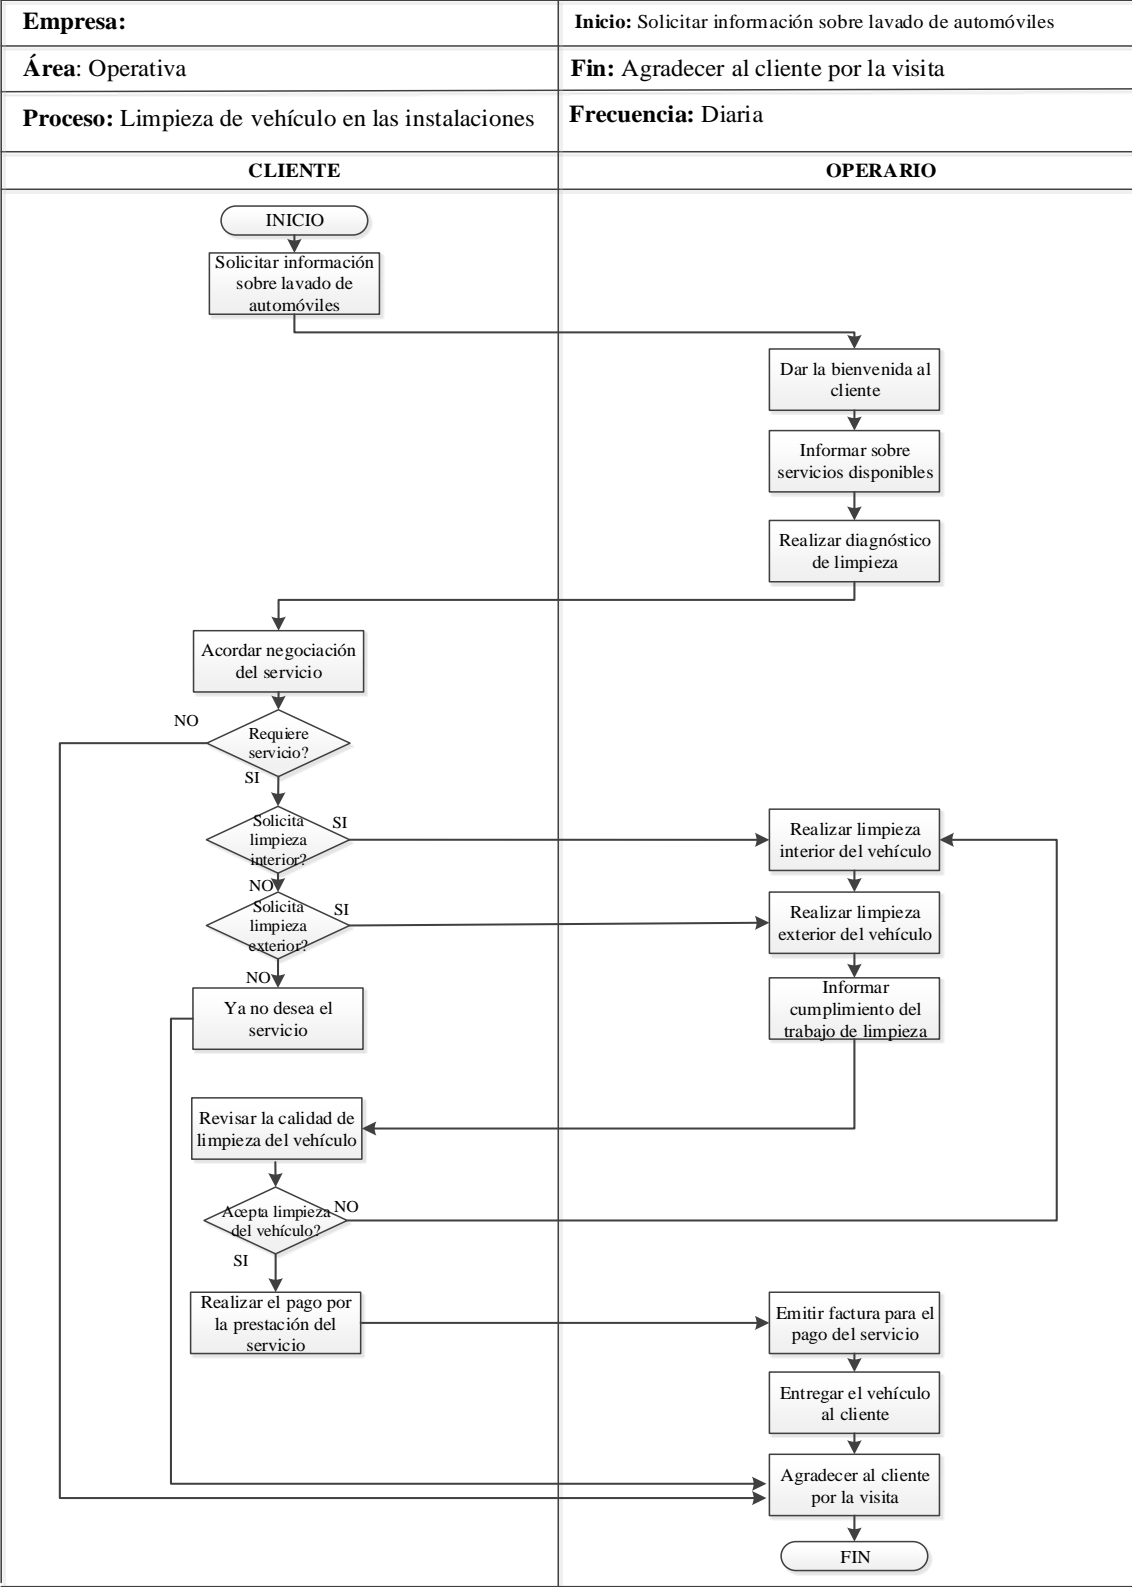 Empresa:
Inicio: Solicitar información sobre lavado de automóviles
Área: Operativa
Fin: Agradecer al cliente por la visita
Proceso: Limpieza de vehículo en las instalaciones
Frecuencia: Diaria
CLIENTE
OPERARIO
INICIO
Solicitar información
sobre lavado de
automóviles
Dar la bienvenida al
cliente
Informar sobre
servicios disponibles
Realizar diagnóstico
de limpieza
Acordar negociación
del servicio
NO
Requiere
servicio?
SI
Solicita
limpieza
interior?
SI
Realizar limpieza
interior del vehículo
NO
Solicita
limpieza
exterior?
SI
Realizar limpieza
exterior del vehículo
NO
Ya no desea el
servicio
Informar
cumplimiento del
trabajo de limpieza
Revisar la calidad de
limpieza del vehículo
Acepta limpieza
del vehículo?
NO
SI
Realizar el pago por
la prestación del
servicio
Emitir factura para el
pago del servicio
Entregar el vehículo
al cliente
Agradecer al cliente
por la visita
FIN